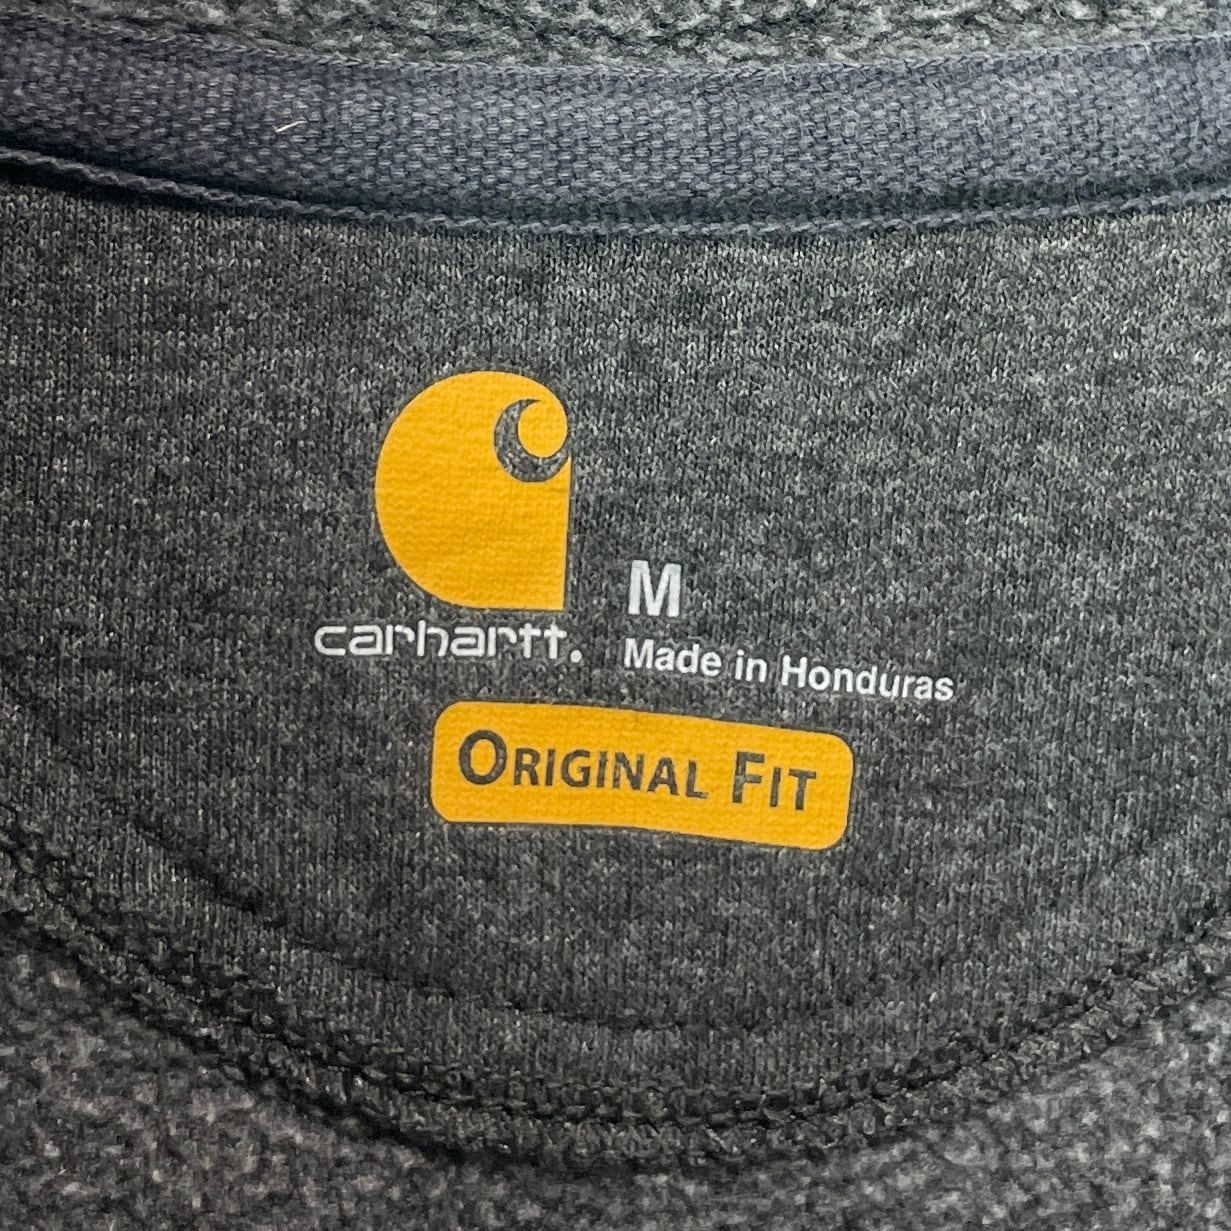 M
carhartt.
Made in Honduras
ORIGINAL FIT